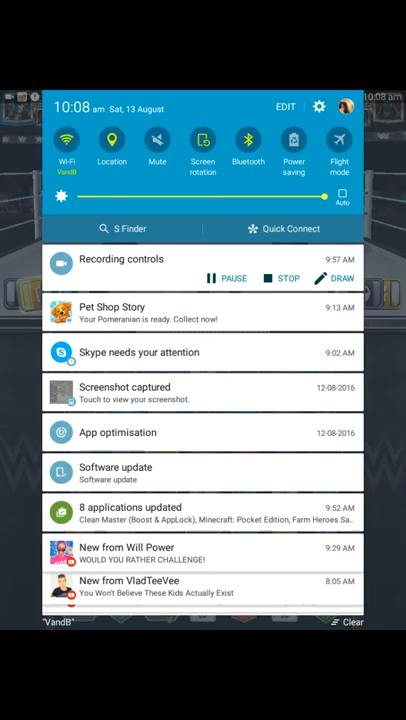 10:08 am
10:08 am Sat, 13 August EDIT
Wi-Fi Location Mute Screen rotation Bluetooth Power saving Flight mode
VandB
Auto
S Finder Quick Connect
Recording controls 9:57 AM
PAUSE STOP DRAW
Pet Shop Story 9:13 AM
Your Pomeranian is ready. Collect now!
Skype needs your attention 9:02 AM
Screenshot captured 12-08-2016
Touch to view your screenshot.
App optimisation 12-08-2016
Software update
Software update
8 applications updated 9:52 AM
Clean Master (Boost & AppLock), Minecraft: Pocket Edition, Farm Heroes Sa..
New from Will Power 9:29 AM
WOULD YOU RATHER CHALLENGE!
New from VladTeeVee 8:05 AM
You Won't Believe These Kids Actually Exist
"VandB" Clear